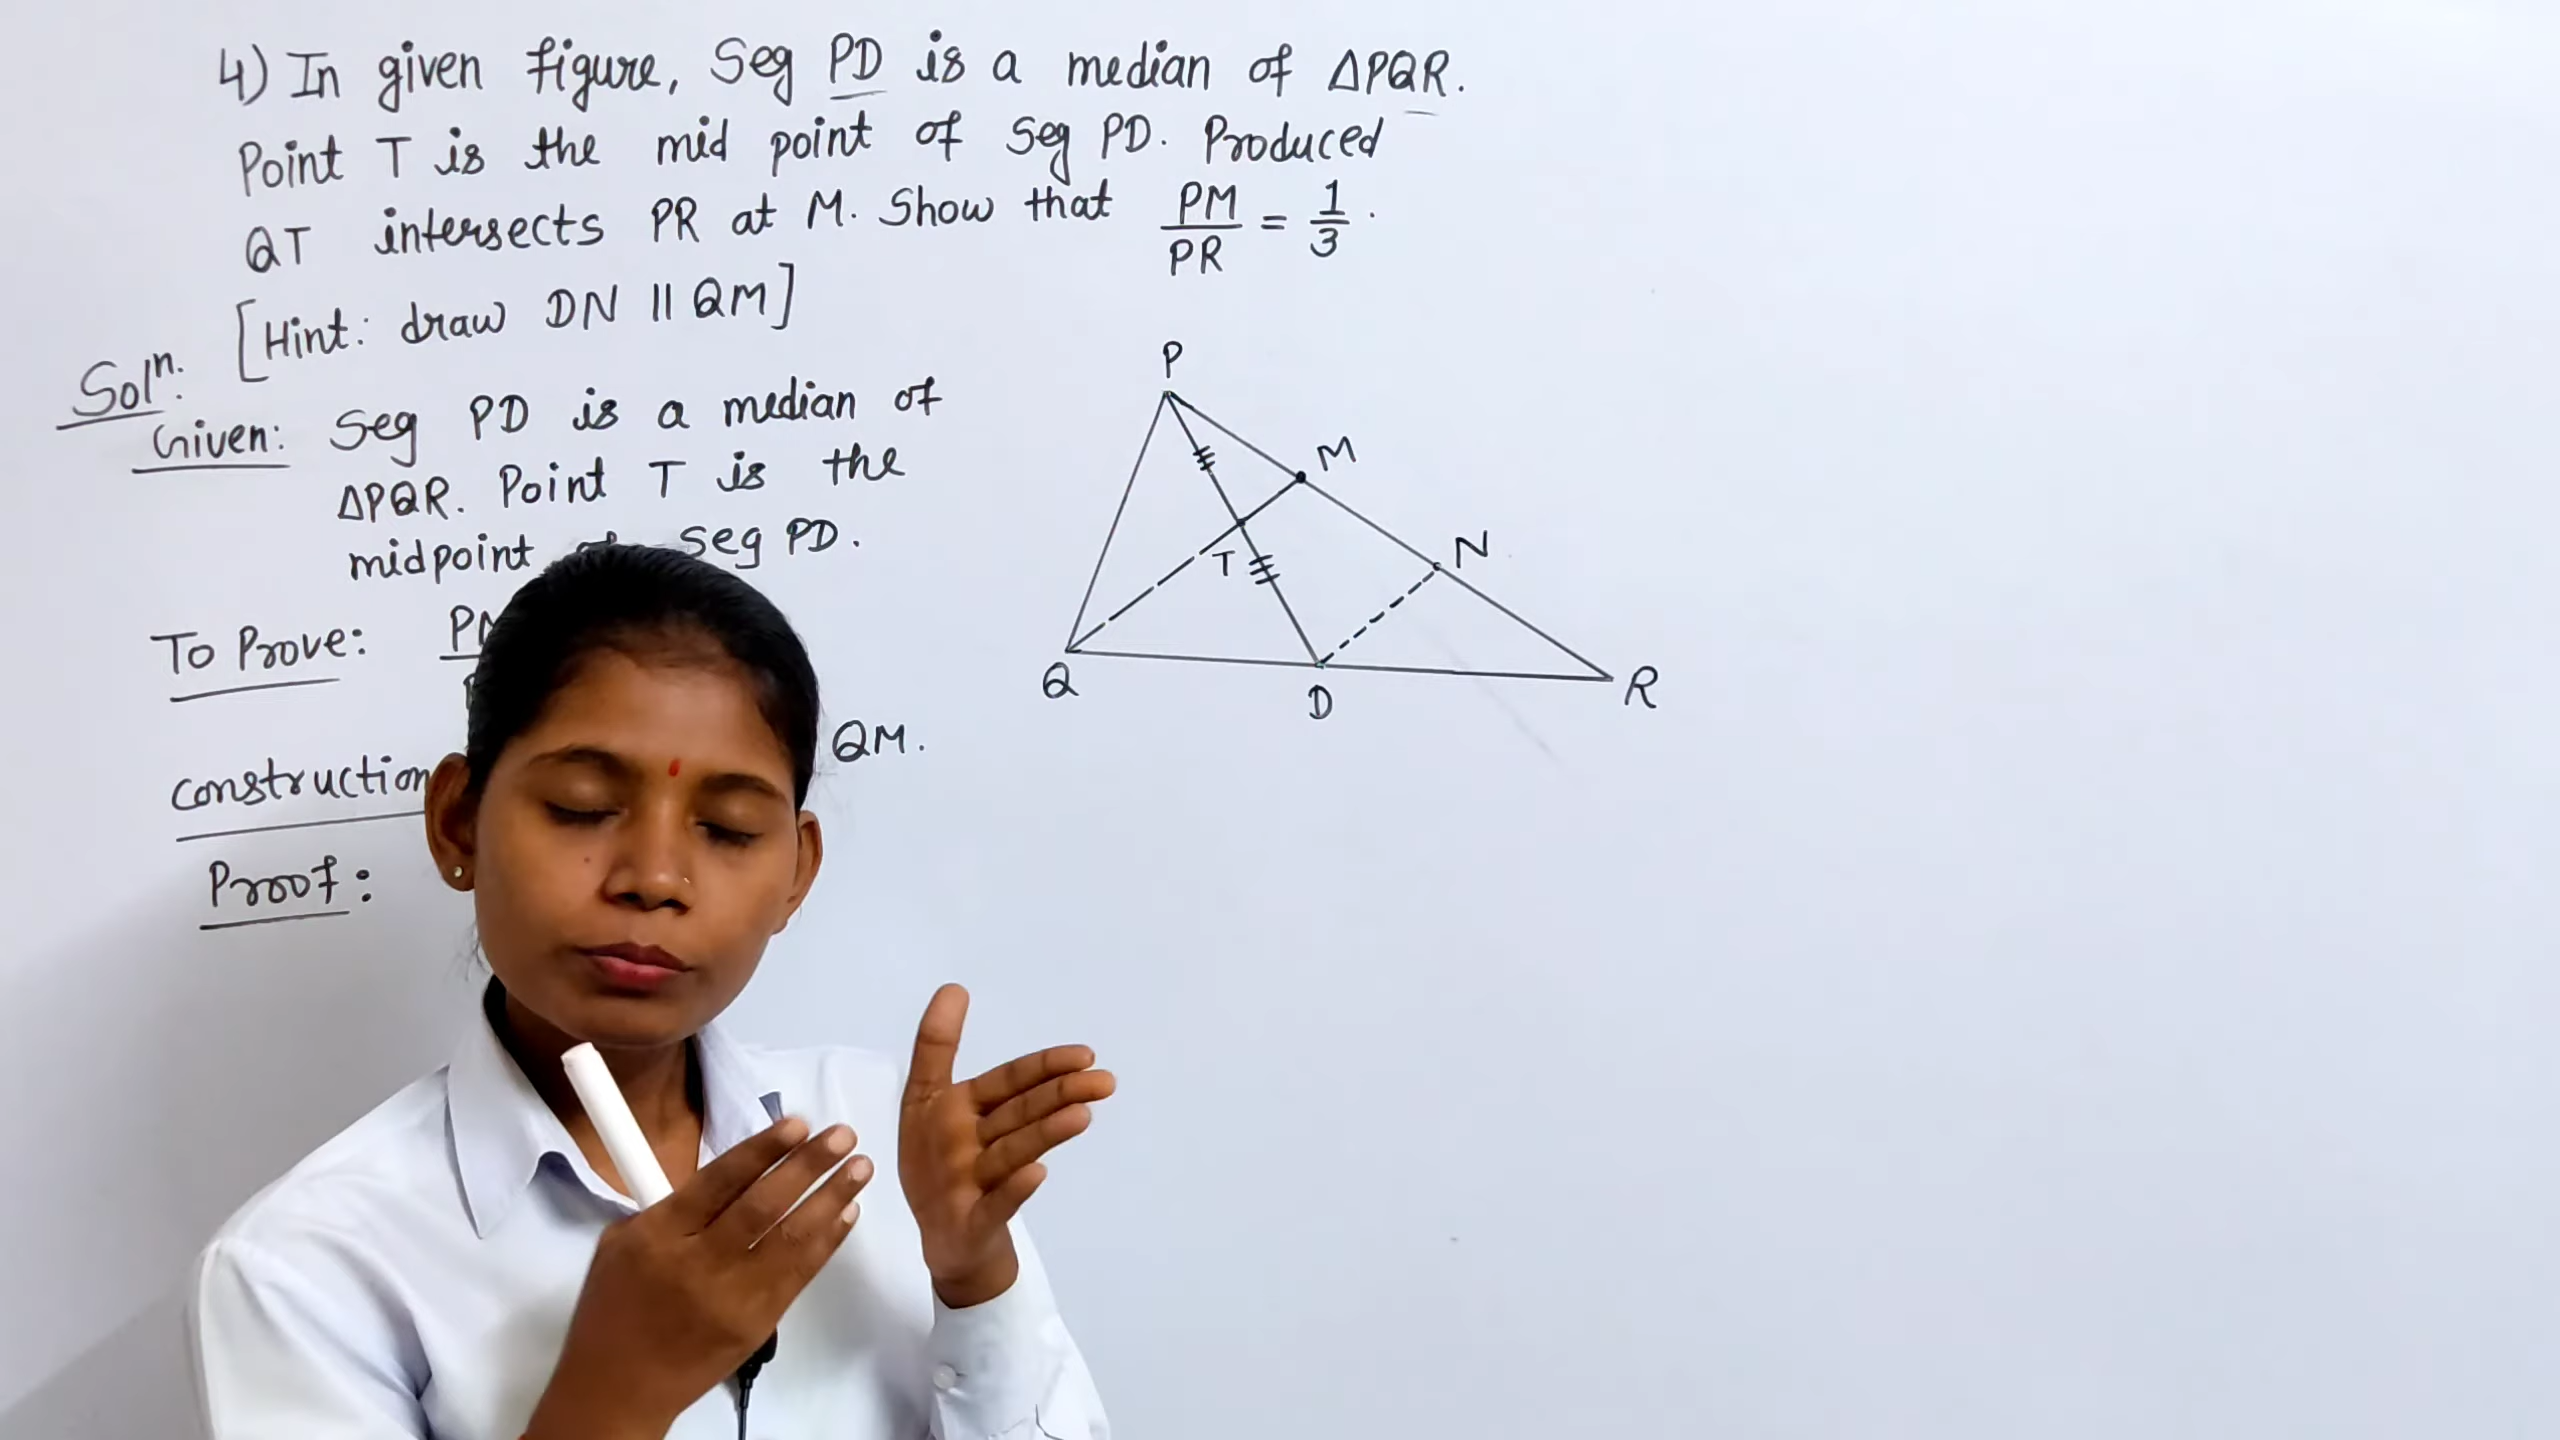 4) In given figure, Seg PD is a median of ΔPQR.
Point T is the mid point of seg PD. Produced
QT intersects PR at M. Show that PM/PR = 1/3.
[Hint: draw DN || QM]
Solⁿ:
Given: Seg PD is a median of
ΔPQR. Point T is the
midpoint seg PD.
To Prove:
construction QM.
Proof:
P
M
N
T
Q
D
R